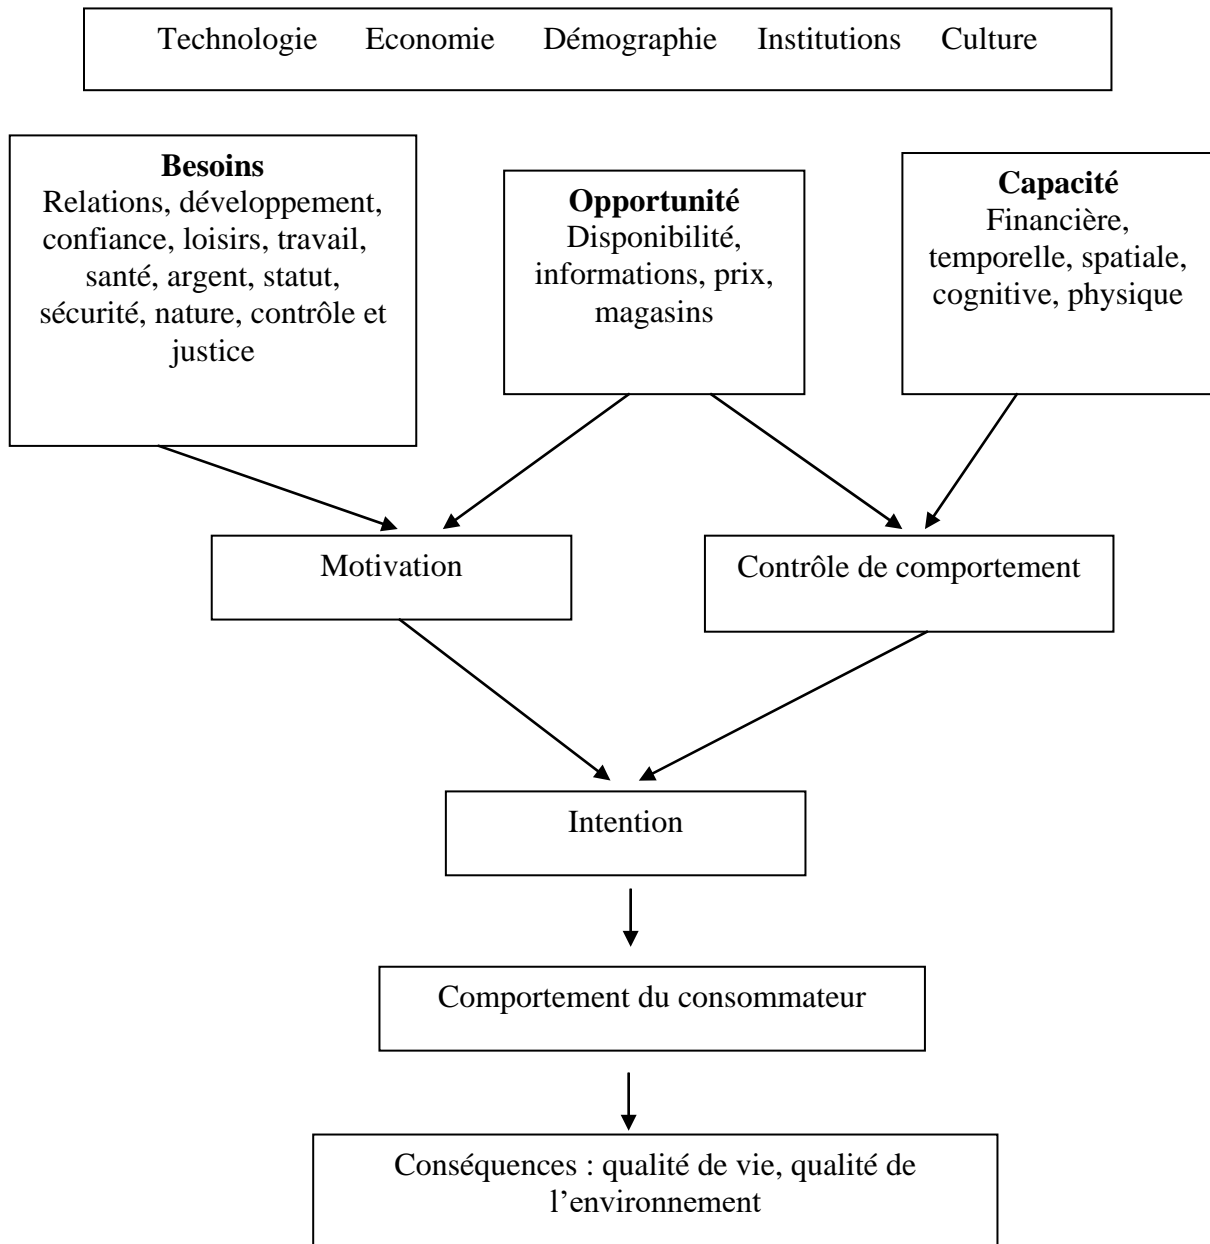 Technologie Economie Démographie Institutions Culture
Besoins
Relations, développement,
confiance, loisirs, travail,
santé, argent, statut,
sécurité, nature, contrôle et
justice
Opportunité
Disponibilité,
informations, prix,
magasins
Capacité
Financière,
temporelle, spatiale,
cognitive, physique
Motivation
Contrôle de comportement
Intention
Comportement du consommateur
Conséquences : qualité de vie, qualité de
l’environnement